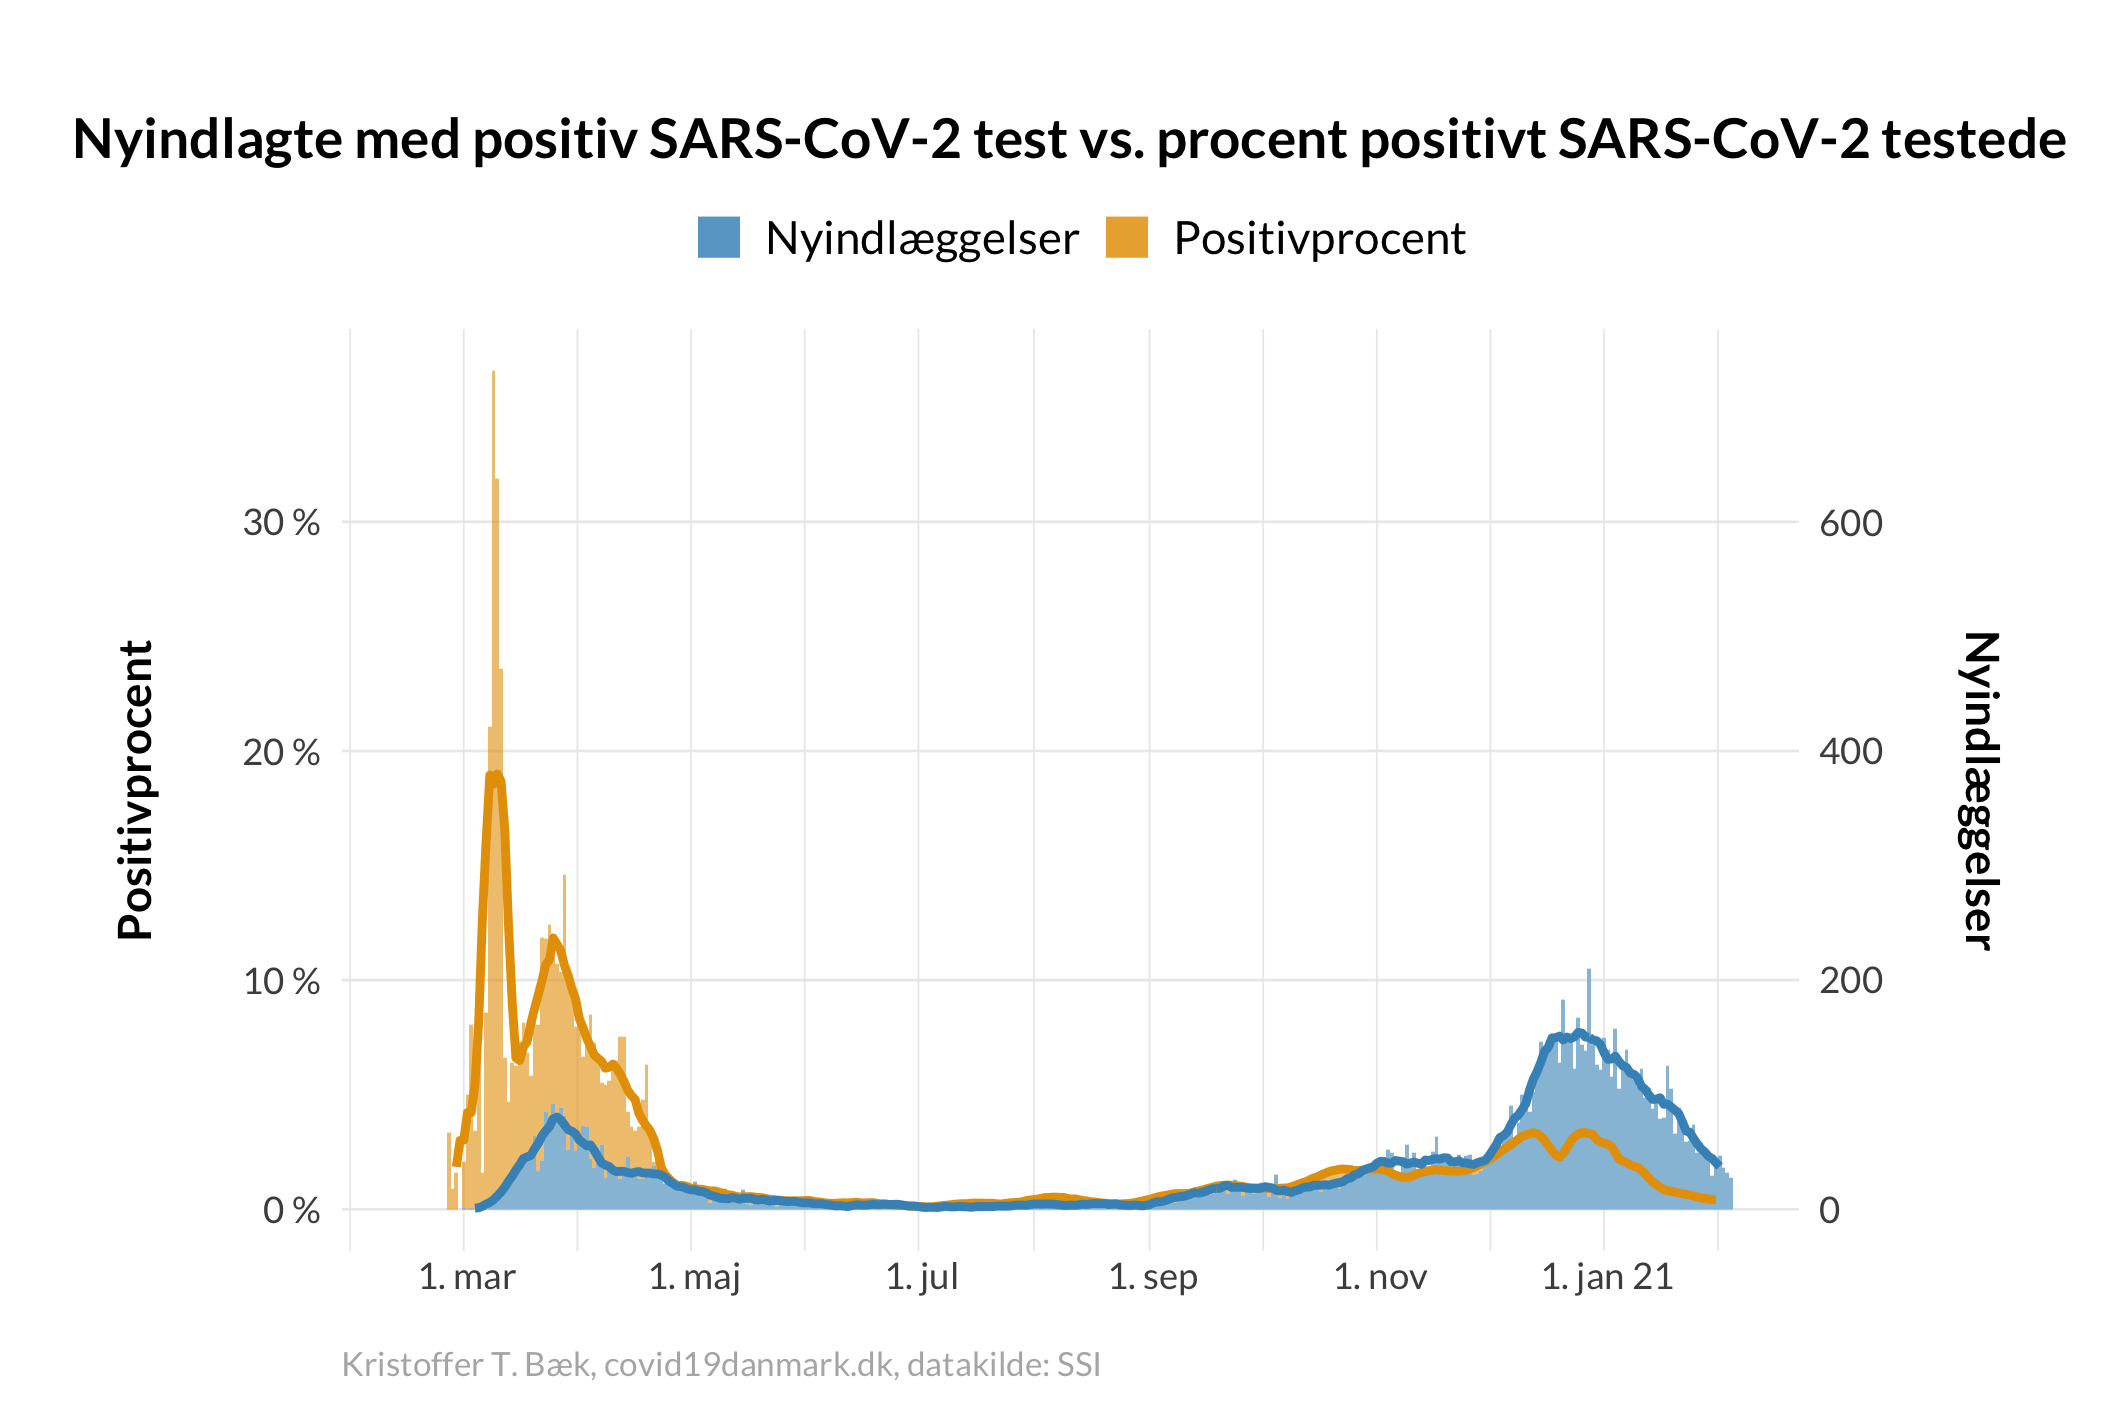 Nyindlagte med positiv SARS-CoV-2 test vs. procent positivt SARS-CoV-2 testede
Nyindlæggelser Positivprocent
Positivprocent
30 %
20 %
10 %
0 %
600
400
200
0
Nyindlæggelser
1. mar 1. maj 1. jul 1. sep 1. nov 1. jan 21
Kristoffer T. Bæk, covid19danmark.dk, datakilde: SSI